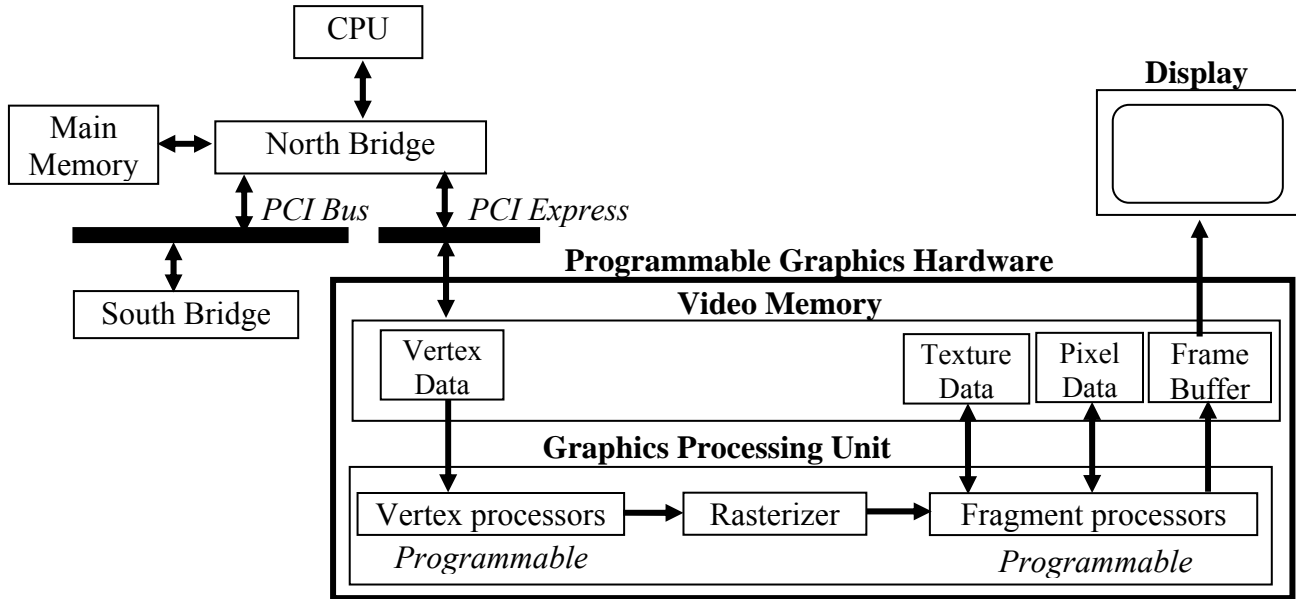 CPU
Display
Main
Memory
North Bridge
PCI Bus
PCI Express
Programmable Graphics Hardware
South Bridge
Video Memory
Vertex
Data
Texture
Data
Pixel
Data
Frame
Buffer
Graphics Processing Unit
Vertex processors
Rasterizer
Fragment processors
Programmable
Programmable